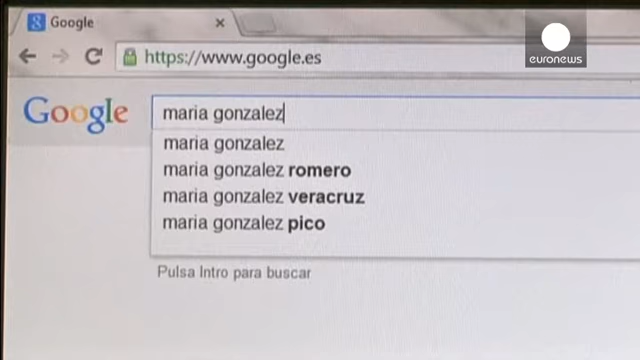 Google
euronews
https://www.google.es
Google
maria gonzalez
maria gonzalez
maria gonzalez romero
maria gonzalez veracruz
maria gonzalez pico
Pulsa Intro para buscar